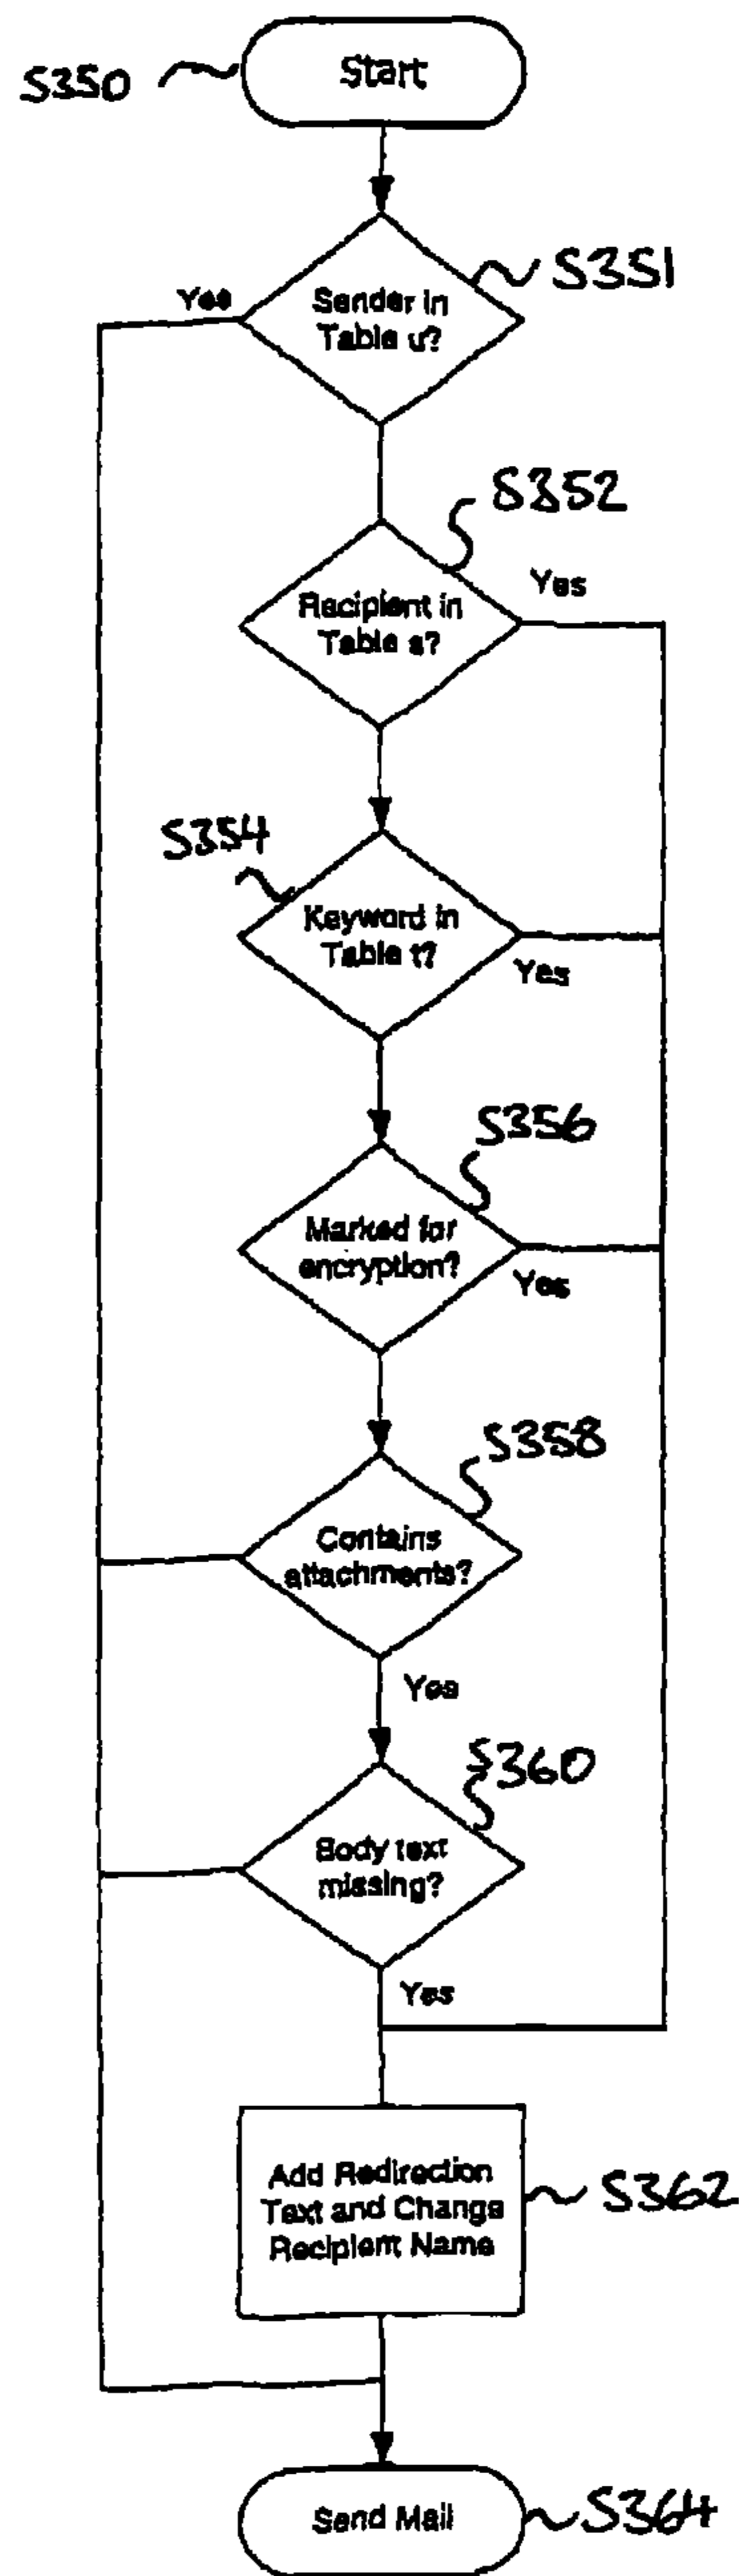 S350
Start
S351
Yes
Sender in
Table u?
S352
Yes
Recipient in
Table s?
S354
Keyword in
Table t?
Yes
S356
Marked for
encryption?
Yes
S358
Contains
attachments?
Yes
S360
Body text
missing?
Yes
Add Redirection
Text and Change
Recipient Name
S362
Send Mail
S364